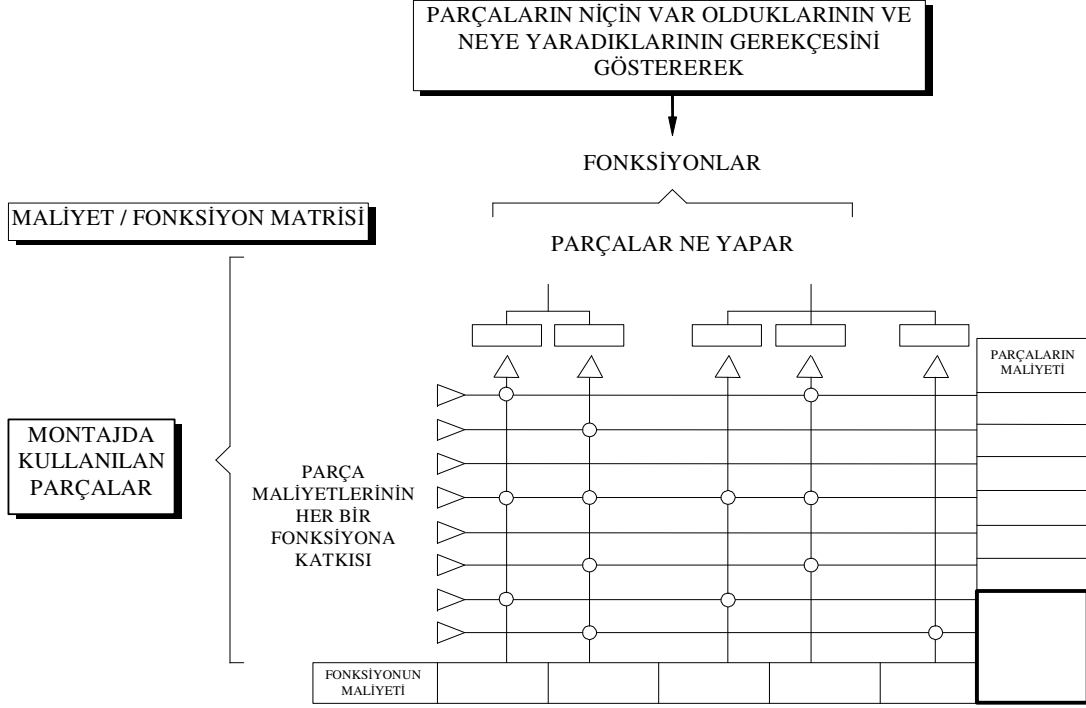 PARÇALARIN NİÇİN VAR OLDUKLARININ VE
NEYE YARADIKLARININ GEREKÇESİNİ
GÖSTEREREK
FONKSİYONLAR
MALİYET / FONKSİYON MATRİSİ
PARÇALAR NE YAPAR
PARÇALARIN
MALİYETİ
MONTAJDA
KULLANILAN
PARÇALAR
PARÇA
MALİYETLERİNİN
HER BİR
FONKSİYONA
KATKISI
FONKSİYONUN
MALİYETİ